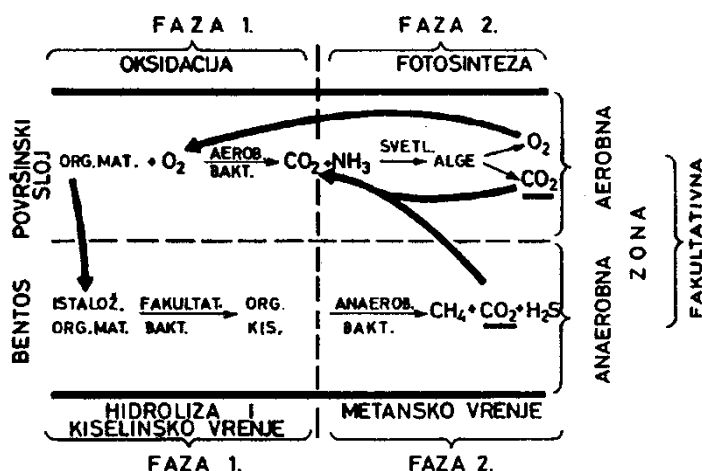 FAZA 1. FAZA 2.
OKSIDACIJA FOTOSINTEZA
POVRŠINSKI SLOJ
ORG.MAT. + O2 AEROB. BAKT. CO2+NH3 SVETL. ALGE O2
CO2
AEROBNA
BENTOS
ISTALOŽ. ORG.MAT. FAKULTAT. BAKT. ORG. KIS. ANAEROB. BAKT. CH4+CO2+H2S
ANAEROBNA
ZONA
FAKULTATIVNA
HIDROLIZA I KISELINSKO VRENJE METANSKO VRENJE
FAZA 1. FAZA 2.